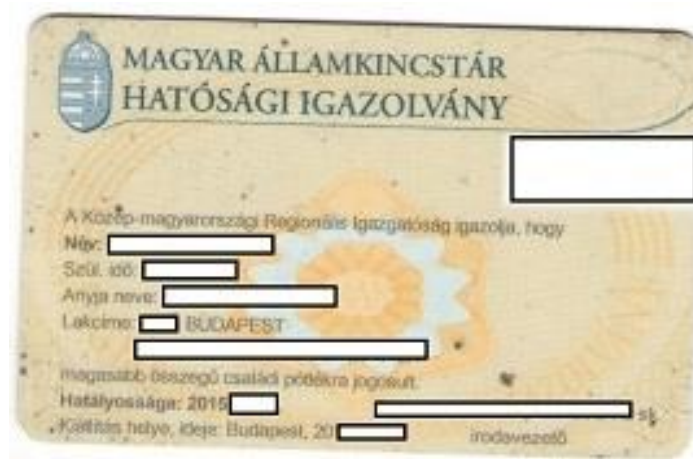 MAGYAR ÁLLAMKINCSTÁR
HATÓSÁGI IGAZOLVÁNY
A Közép-magyarországi Regionális Igazgatóság igazolja, hogy
Név:
Szül. idő:
Anyja neve:
Lakcíme: BUDAPEST
magasabb összegű családi pótlékra jogosult.
Hatályossága: 2015
sk.
Kiállítás helye, ideje: Budapest, 20
irodavezető